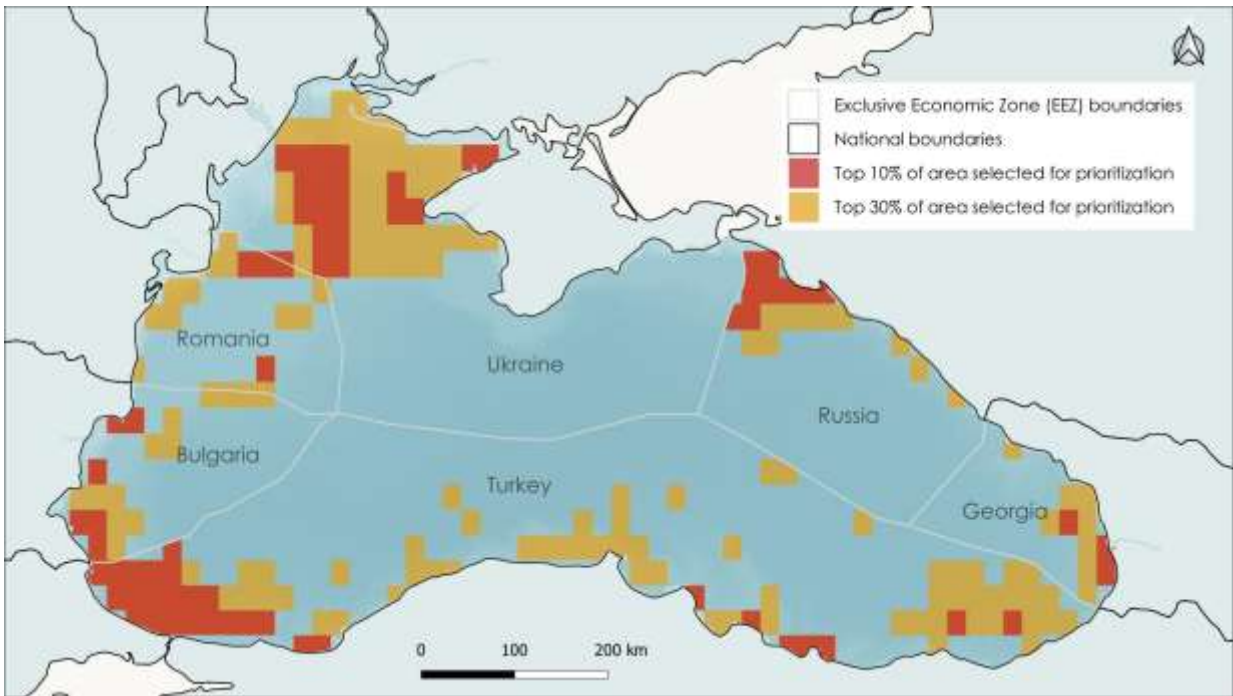 Exclusive Economic Zone (EEZ) boundaries
National boundaries
Top 10% of area selected for prioritization
Top 30% of area selected for prioritization
Romania
Ukraine
Russia
Bulgaria
Turkey
Georgia
0 100 200 km